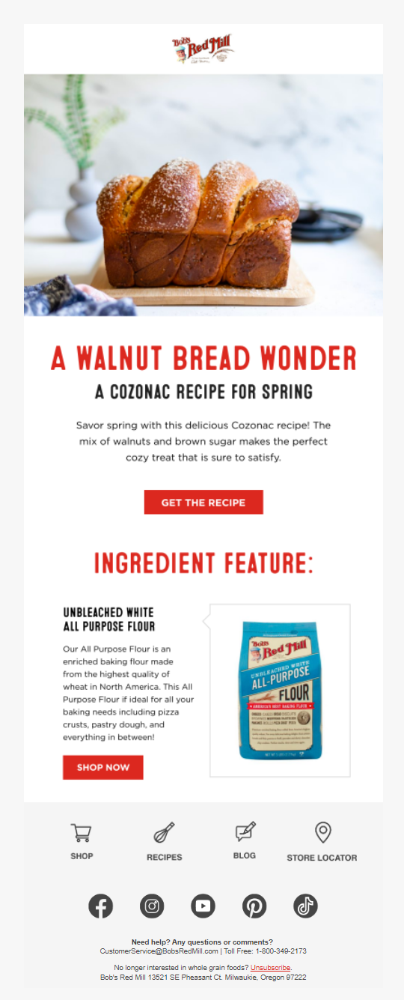 Bob's
Red Mill
A WALNUT BREAD WONDER
A COZONAC RECIPE FOR SPRING
Savor spring with this delicious Cozonac recipe! The
mix of walnuts and brown sugar makes the perfect
cozy treat that is sure to satisfy.
GET THE RECIPE
INGREDIENT FEATURE:
UNBLEACHED WHITE
ALL PURPOSE FLOUR
Our All Purpose Flour is an
enriched baking flour made
from the highest quality of
wheat in North America. This All
Purpose Flour if ideal for all your
baking needs including pizza
crusts, pastry dough, and
everything in between!
SHOP NOW
Bob's
Red Mill
UNBLEACHED WHITE
ALL-PURPOSE
FLOUR
AMERICA'S BEST BAKING FLOUR
SHOP
RECIPES
BLOG
STORE LOCATOR
Need help? Any questions or comments?
CustomerService@BobsRedMill.com | Toll Free: 1-800-349-2173
No longer interested in whole grain foods? Unsubscribe.
Bob's Red Mill 13521 SE Pheasant Ct. Milwaukie, Oregon 97222